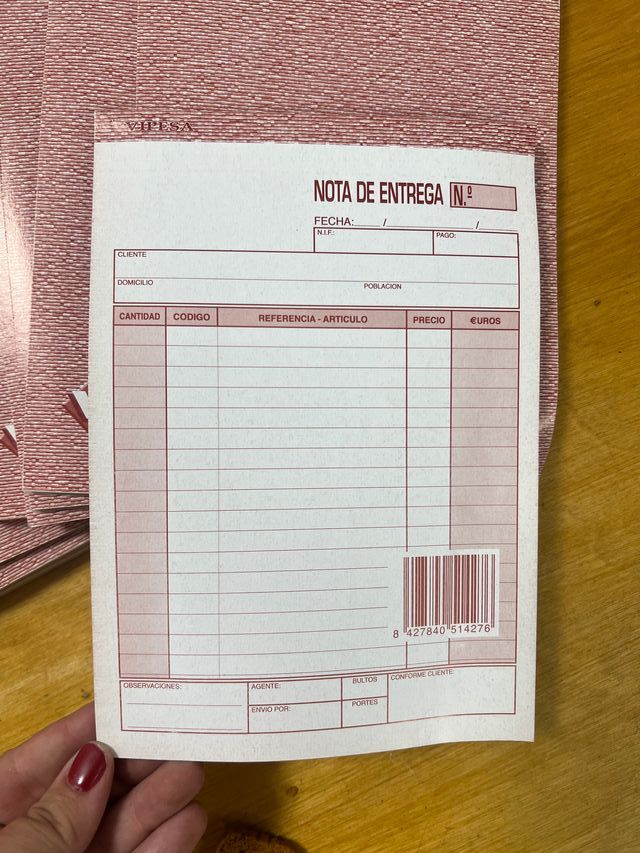 VIPESA
NOTA DE ENTREGA N.º
FECHA: / /
N.I.F.: PAGO:
CLIENTE
DOMICILIO POBLACION
CANTIDAD CODIGO REFERENCIA - ARTICULO PRECIO €UROS
8 427840 514276
OBSERVACIONES: AGENTE: BULTOS CONFORME CLIENTE:
ENVIO POR: PORTES